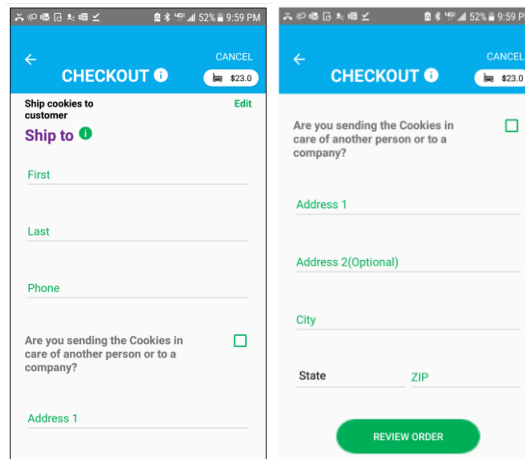 52% 9:59 PM
CANCEL
CHECKOUT
$23.0
Ship cookies to
customer
Edit
Ship to
First
Last
Phone
Are you sending the Cookies in
care of another person or to a
company?
Address 1
52% 9:59 P
CANCEL
CHECKOUT
$23.0
Are you sending the Cookies in
care of another person or to a
company?
Address 1
Address 2(Optional)
City
State
ZIP
REVIEW ORDER